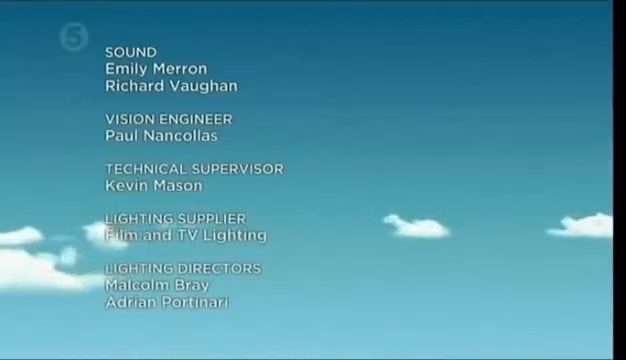 5
SOUND
Emily Merron
Richard Vaughan
VISION ENGINEER
Paul Nancollas
TECHNICAL SUPERVISOR
Kevin Mason
LIGHTING SUPPLIER
Film and TV Lighting
LIGHTING DIRECTORS
Malcolm Bray
Adrian Portinari